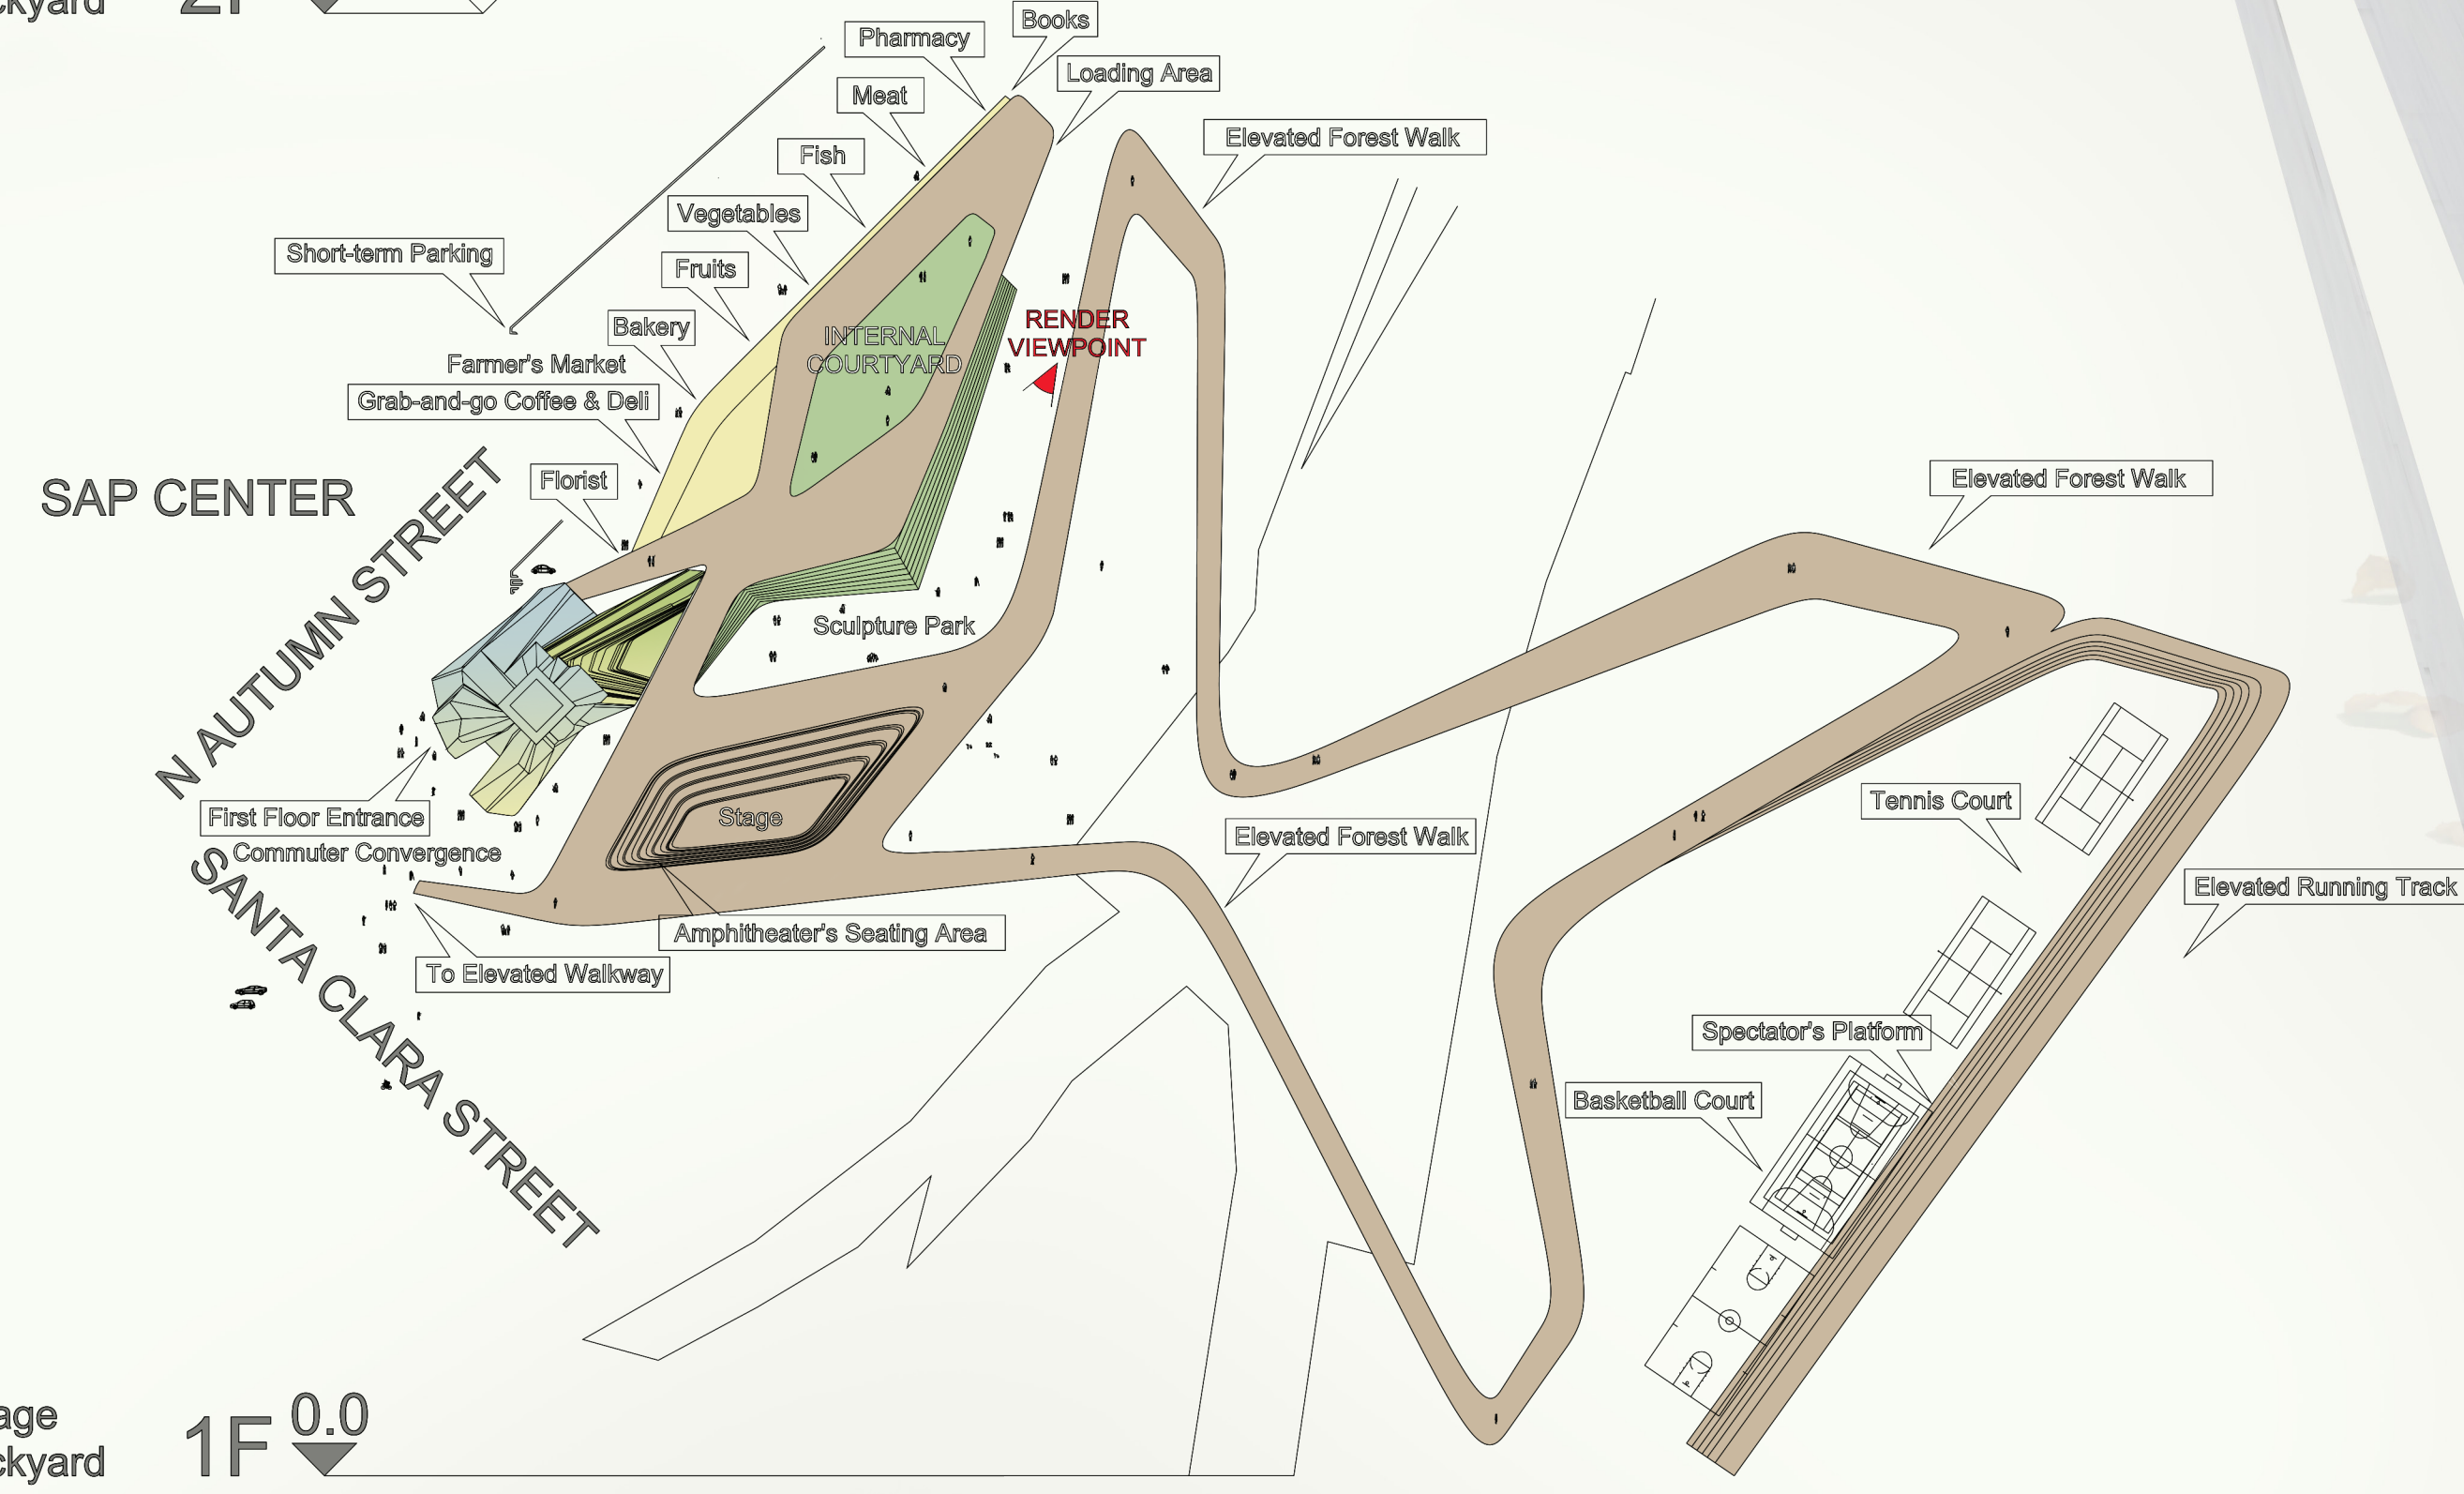 Books
Pharmacy
Loading Area
Meat
Elevated Forest Walk
Fish
Vegetables
Short-term Parking
Fruits
RENDER
VIEWPOINT
Bakery
INTERNAL
COURTYARD
Farmer's Market
Grab-and-go Coffee & Deli
SAP CENTER
Florist
Elevated Forest Walk
N AUTUMN STREET
Sculpture Park
First Floor Entrance
Stage
Tennis Court
Commuter Convergence
Elevated Forest Walk
Elevated Running Track
SANTA CLARA STREET
Amphitheater's Seating Area
To Elevated Walkway
Spectator's Platform
Basketball Court
1F 0.0